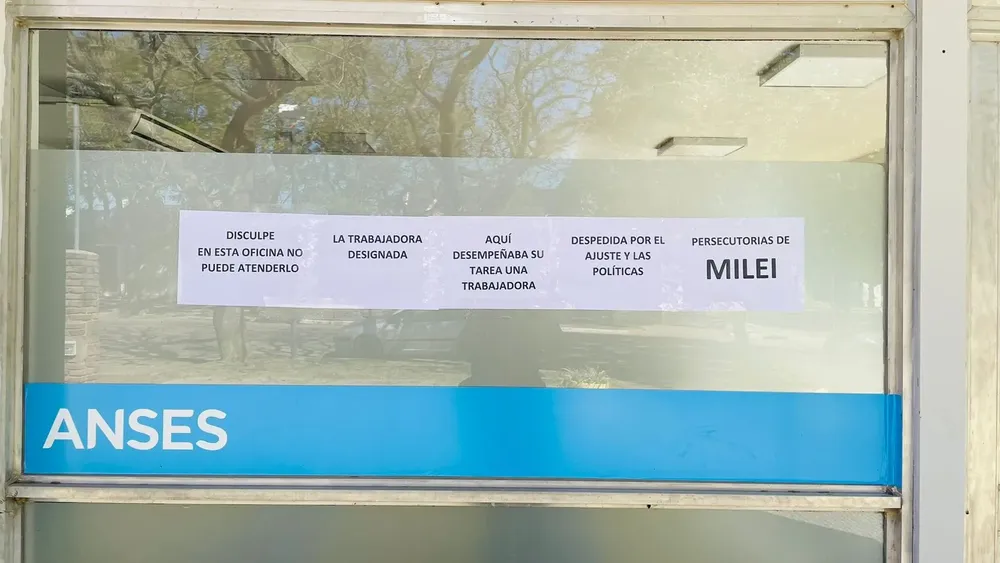 DISCULPE
EN ESTA OFICINA NO
PUEDE ATENDERLO
LA TRABAJADORA
DESIGNADA
AQUÍ
DESEMPEÑABA SU
TAREA UNA
TRABAJADORA
DESPEDIDA POR EL
AJUSTE Y LAS
POLÍTICAS
PERSECUTORIAS DE
MILEI
ANSES